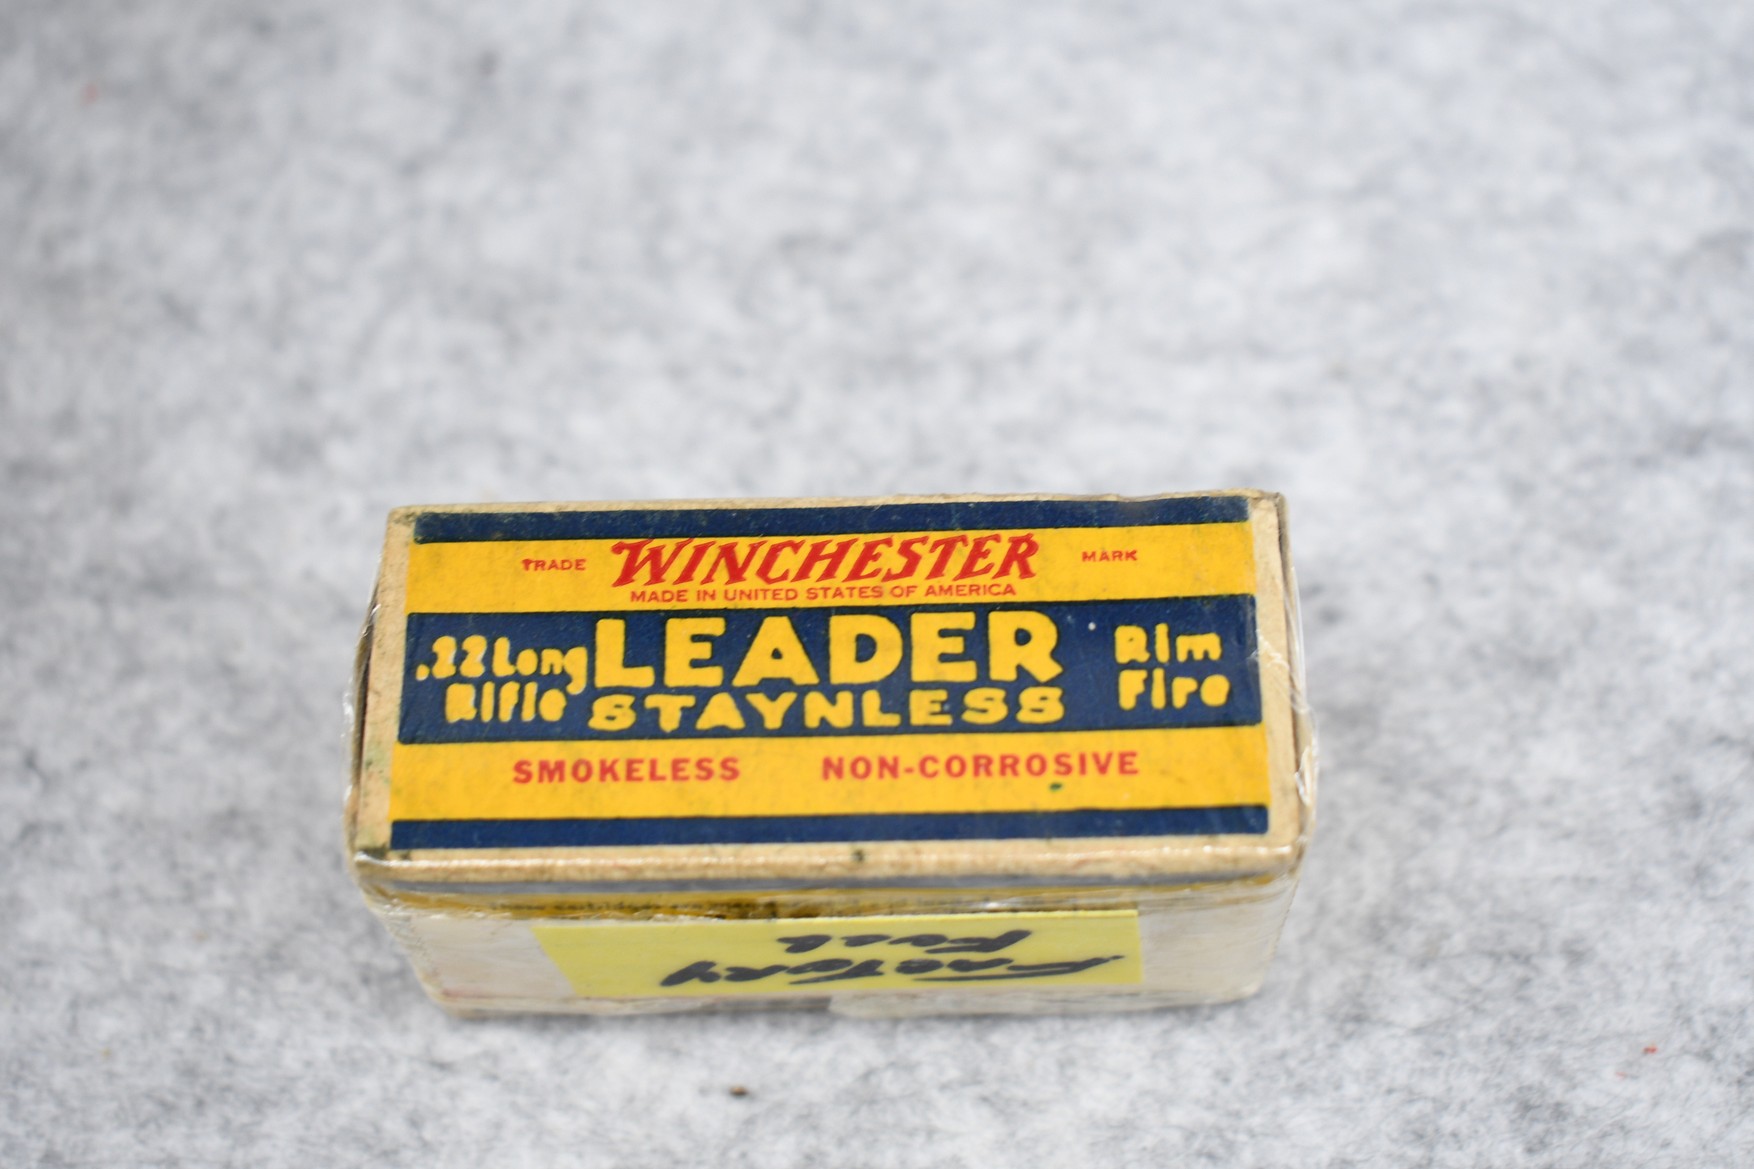 TRADE WINCHESTER MARK
MADE IN UNITED STATES OF AMERICA
.22 Long Rifle LEADER Rim Fire
STAYNLESS
SMOKELESS NON-CORROSIVE
Factory
Full